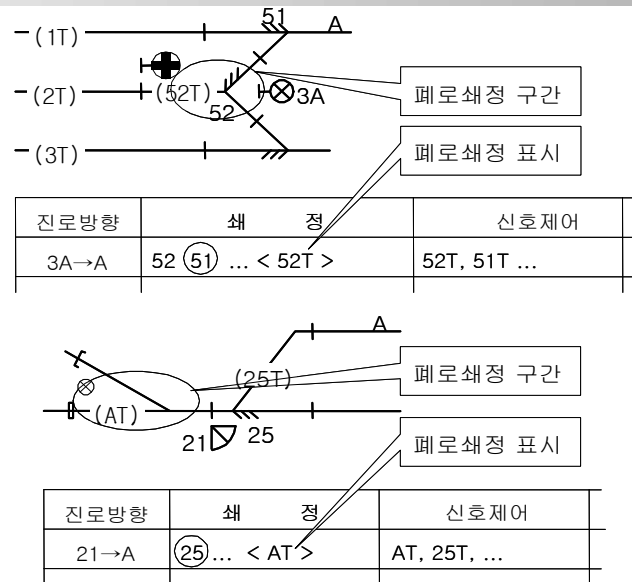 51
A
(1T)
(2T)
(52T)
3A
폐로쇄정 구간
52
폐로쇄정 표시
(3T)
진로방향 쇄 정 신호제어
3A→A 52 51 ... < 52T > 52T, 51T ...
A
(25T)
폐로쇄정 구간
(AT)
21
25
폐로쇄정 표시
진로방향 쇄 정 신호제어
21→A 25 ... < AT > AT, 25T, ...